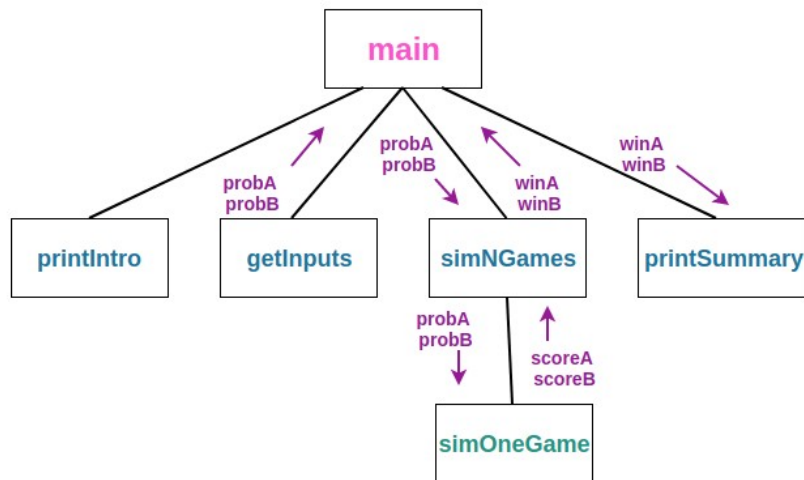 main
probA
probB
probA
probB
winA
winB
winA
winB
printIntro
getInputs
simNGames
printSummary
probA
probB
scoreA
scoreB
simOneGame